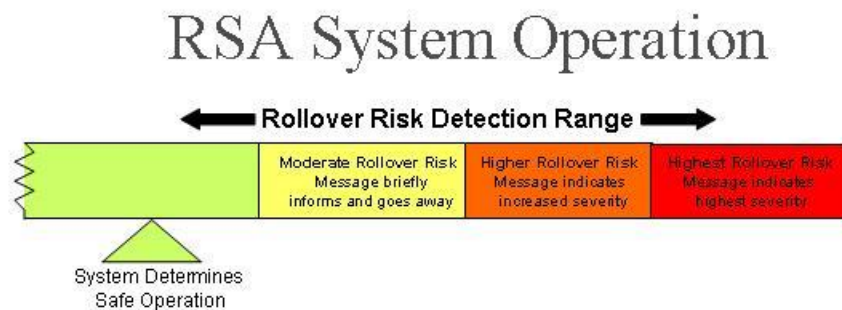 RSA System Operation
Rollover Risk Detection Range
Moderate Rollover Risk
Message briefly
informs and goes away
Higher Rollover Risk
Message indicates
increased severity
Highest Rollover Risk
Message indicates
highest severity
System Determines
Safe Operation